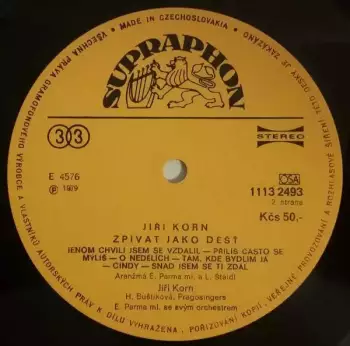 MADE IN CZECHOSLOVAKIA
VŠECHNA PRÁVA GRAMOFONOVÉHO VÝROBCE A VLASTNÍKŮ AUTORSKÝCH PRÁV K DÍLU VYHRAŽENA. POŘIZOVÁNÍ KOPIÍ, VEŘEJNÉ PROVOZOVÁNÍ A ROZHLASOVÉ ŠÍŘENÍ TÉTO DESKY JE ZAKÁZÁNO
SUPRAPHON
33
STEREO
E 4576
℗ 1979
OSA
1113 2493
2. strana
Kčs 50,-
JIŘÍ KORN
ZPÍVAT JAKO DÉŠŤ
JENOM CHVÍLI JSEM SE VZDÁLIL — PŘÍLIŠ ČASTO SE
MÝLÍŠ — O NEDĚLÍCH — TAM, KDE BYDLÍM JÁ
— CINDY — SNAD JSEM SE TI ZDÁL
Aranžmá E. Parma ml. a L. Štaidl
Jiří Korn
H. Buštíková, Pragosingers
E. Parma ml. se svým orchestrem